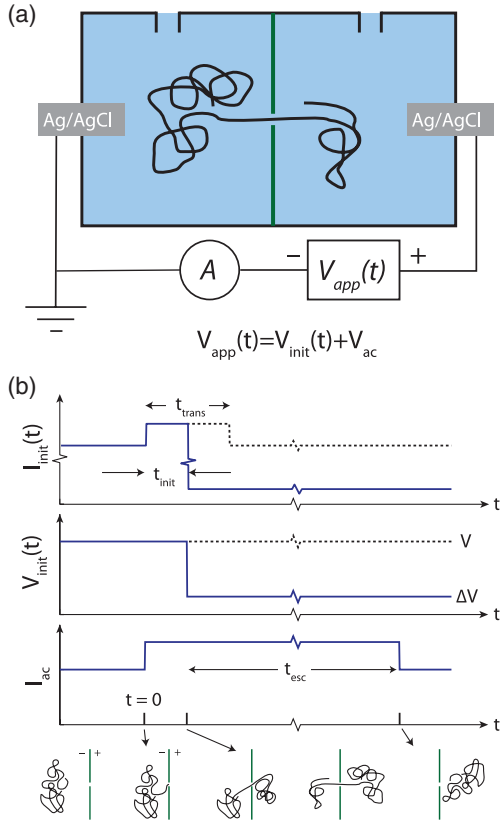 (a)
Ag/AgCl Ag/AgCl
A − V_app(t) +
V_app(t)=V_init(t)+V_ac
(b)
I_init(t)
t_trans
t_init
t
V_init(t)
V
ΔV
t
I_ac
t_esc
t = 0
t
− + − +